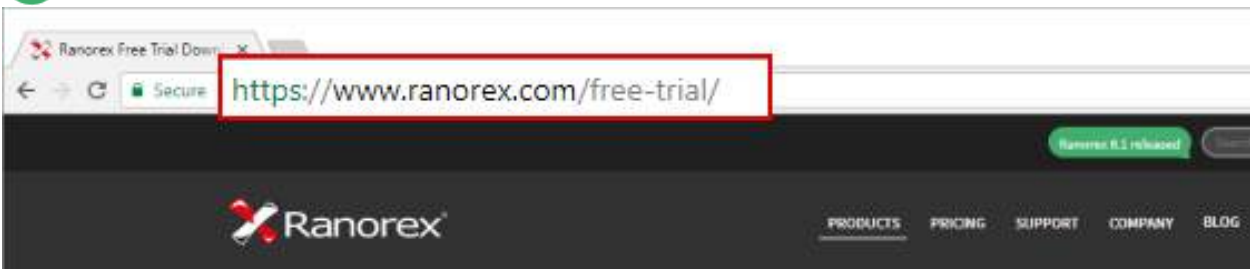 Ranorex Free Trial Down
Secure https://www.ranorex.com/free-trial/
Ranorex 8.1 released
Ranorex
PRODUCTS PRICING SUPPORT COMPANY BLOG